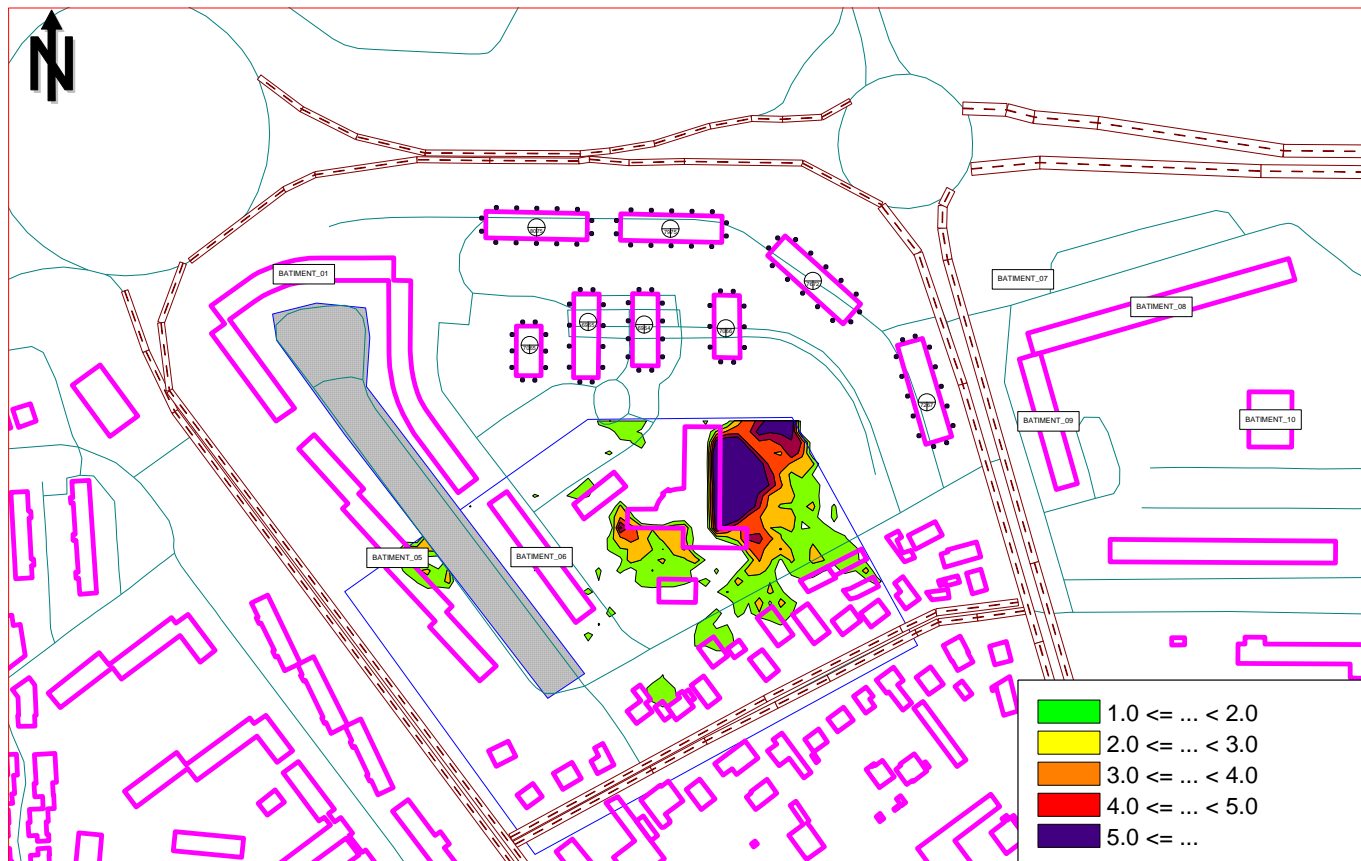 N
BATIMENT_01
BATIMENT_07
BATIMENT_08
BATIMENT_09
BATIMENT_10
BATIMENT_05
BATIMENT_06
1.0 <= ... < 2.0
2.0 <= ... < 3.0
3.0 <= ... < 4.0
4.0 <= ... < 5.0
5.0 <= ...